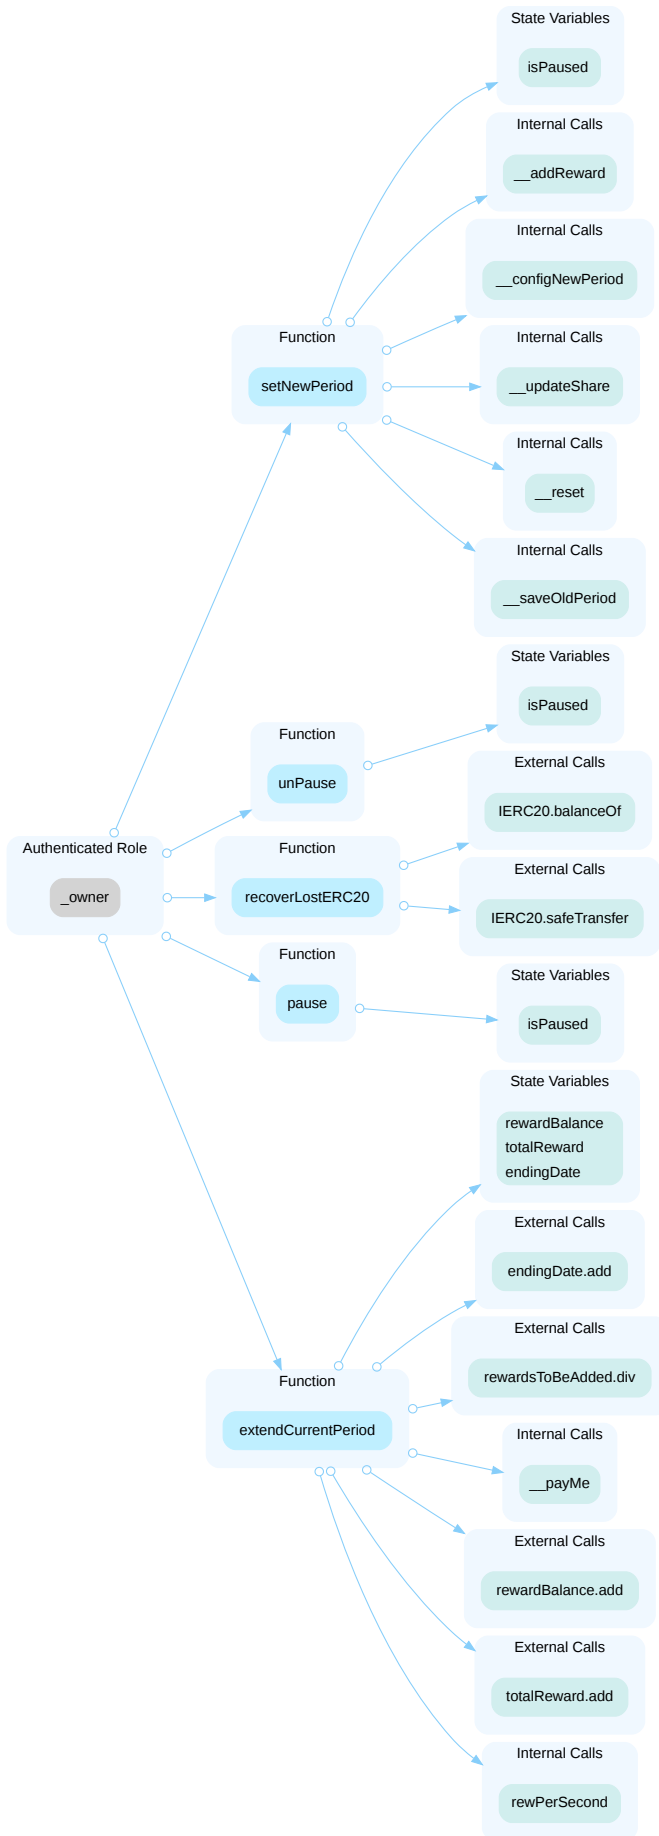 State Variables
isPaused
Internal Calls
__addReward
Internal Calls
__configNewPeriod
Function
setNewPeriod
Internal Calls
__updateShare
Internal Calls
__reset
Internal Calls
__saveOldPeriod
State Variables
isPaused
Function
unPause
External Calls
IERC20.balanceOf
Authenticated Role
_owner
Function
recoverLostERC20
External Calls
IERC20.safeTransfer
Function
pause
State Variables
isPaused
State Variables
rewardBalance
totalReward
endingDate
External Calls
endingDate.add
External Calls
rewardsToBeAdded.div
Function
extendCurrentPeriod
Internal Calls
__payMe
External Calls
rewardBalance.add
External Calls
totalReward.add
Internal Calls
rewPerSecond